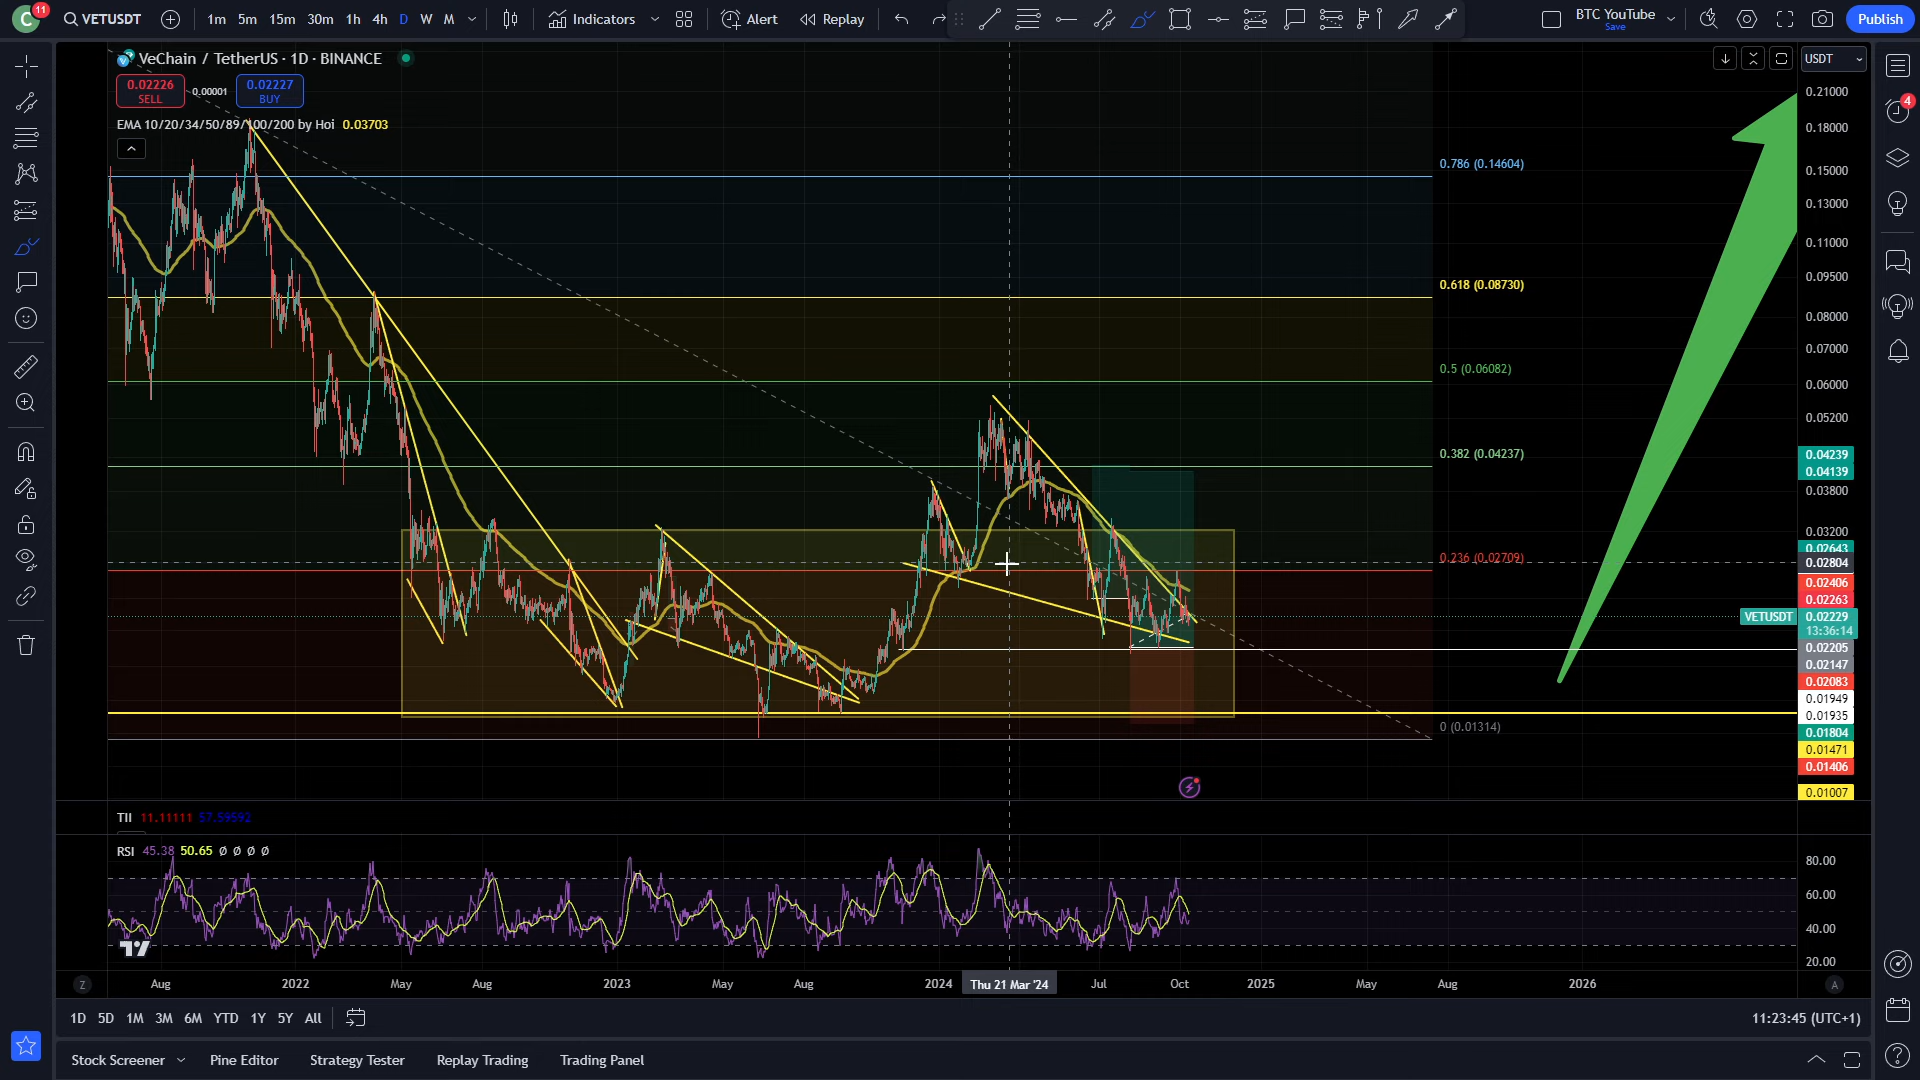 C
11
VETUSDT
1m 5m 15m 30m 1h 4h D W M
Indicators
Alert
Replay
BTC YouTube
Save
Publish
VeChain / TetherUS · 1D · BINANCE
0.02226
SELL
0.00001
0.02227
BUY
EMA 10/20/34/50/89/100/200 by Hoi 0.03703
USDT
4
0.21000
0.18000
0.15000
0.13000
0.11000
0.09500
0.08000
0.07000
0.06000
0.05200
0.04239
0.04139
0.03800
0.03200
0.02643
0.02804
0.02406
0.02263
VETUSDT
0.02229
13:36:14
0.02205
0.02147
0.02083
0.01949
0.01935
0.01804
0.01471
0.01406
0.01007
0.786 (0.14604)
0.618 (0.08730)
0.5 (0.06082)
0.382 (0.04237)
0.236 (0.02709)
0 (0.01314)
TII 11.11111 57.59592
RSI 45.38 50.65 Ø Ø Ø Ø
80.00
60.00
40.00
20.00
Z
Aug 2022 May Aug 2023 May Aug 2024 Thu 21 Mar '24 Jul Oct 2025 May Aug 2026
A
1D 5D 1M 3M 6M YTD 1Y 5Y All
11:23:45 (UTC+1)
Stock Screener Pine Editor Strategy Tester Replay Trading Trading Panel